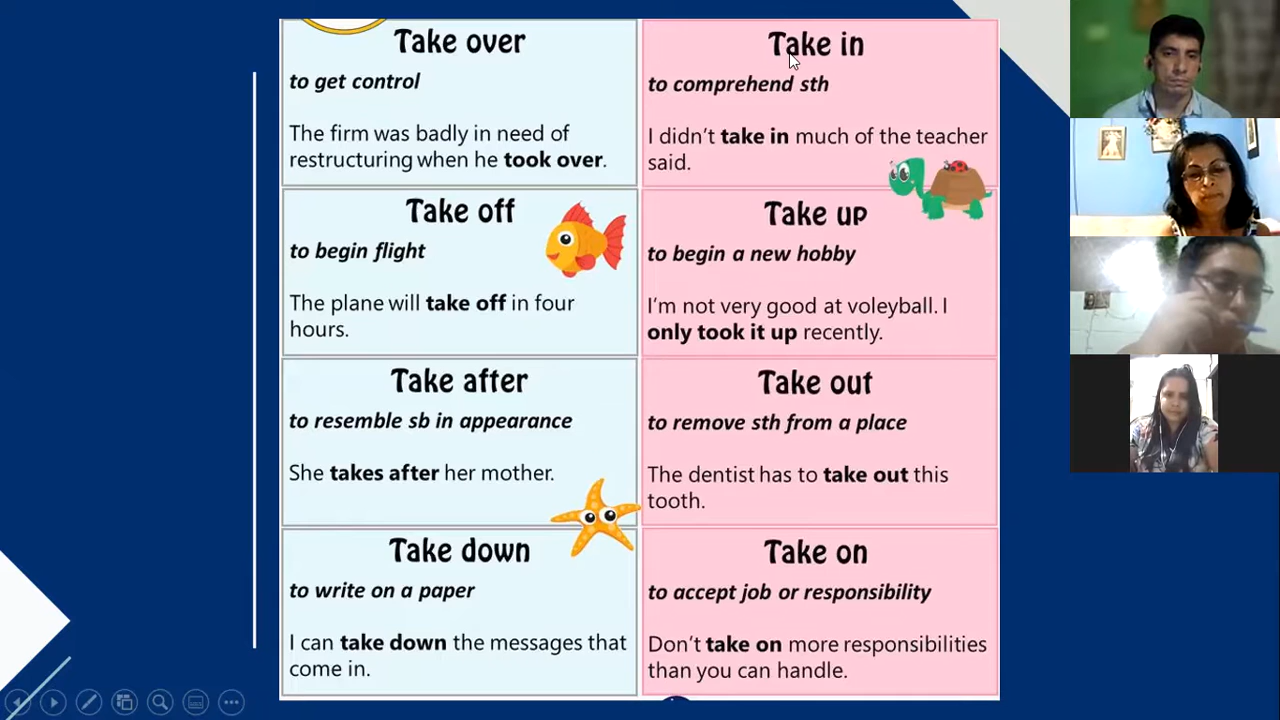 Take over
to get control
The firm was badly in need of
restructuring when he took over.
Take in
to comprehend sth
I didn't take in much of the teacher
said.
Take off
to begin flight
The plane will take off in four
hours.
Take up
to begin a new hobby
I'm not very good at voleyball. I
only took it up recently.
Take after
to resemble sb in appearance
She takes after her mother.
Take out
to remove sth from a place
The dentist has to take out this
tooth.
Take down
to write on a paper
I can take down the messages that
come in.
Take on
to accept job or responsibility
Don't take on more responsibilities
than you can handle.